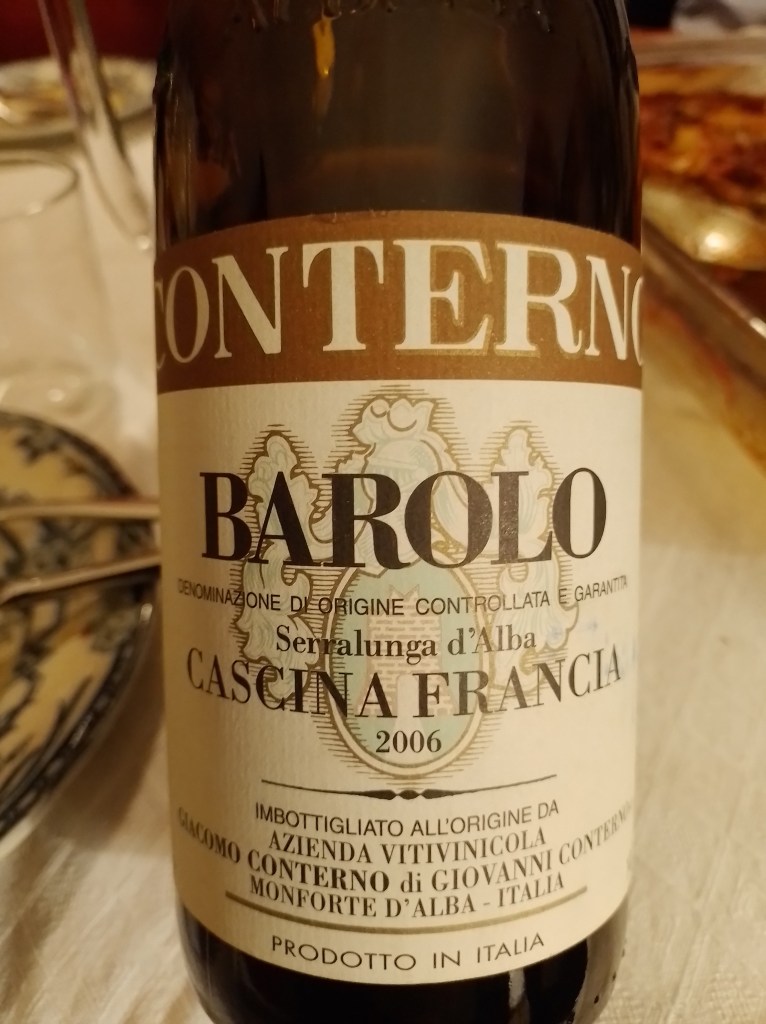 CONTERNO
BAROLO
DENOMINAZIONE DI ORIGINE CONTROLLATA E GARANTITA
Serralunga d'Alba
CASCINA FRANCIA
2006
IMBOTTIGLIATO ALL'ORIGINE DA
AZIENDA VITIVINICOLA
GIACOMO CONTERNO di GIOVANNI CONTERNO
MONFORTE D'ALBA - ITALIA
PRODOTTO IN ITALIA